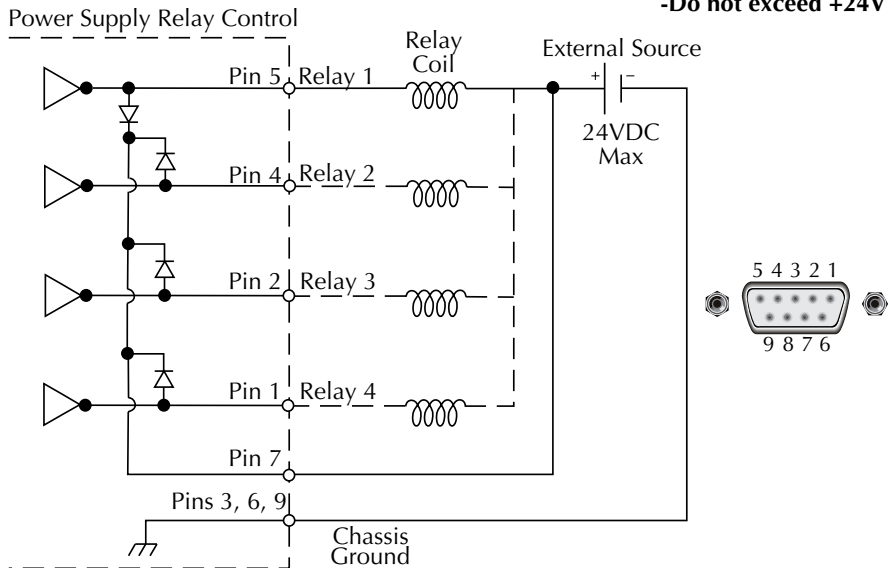 -Do not exceed +24V
Power Supply Relay Control
Relay
Coil
External Source
+ −
24VDC
Max
Pin 5 Relay 1
Pin 4 Relay 2
Pin 2 Relay 3
Pin 1 Relay 4
Pin 7
Pins 3, 6, 9
Chassis
Ground
5 4 3 2 1
9 8 7 6